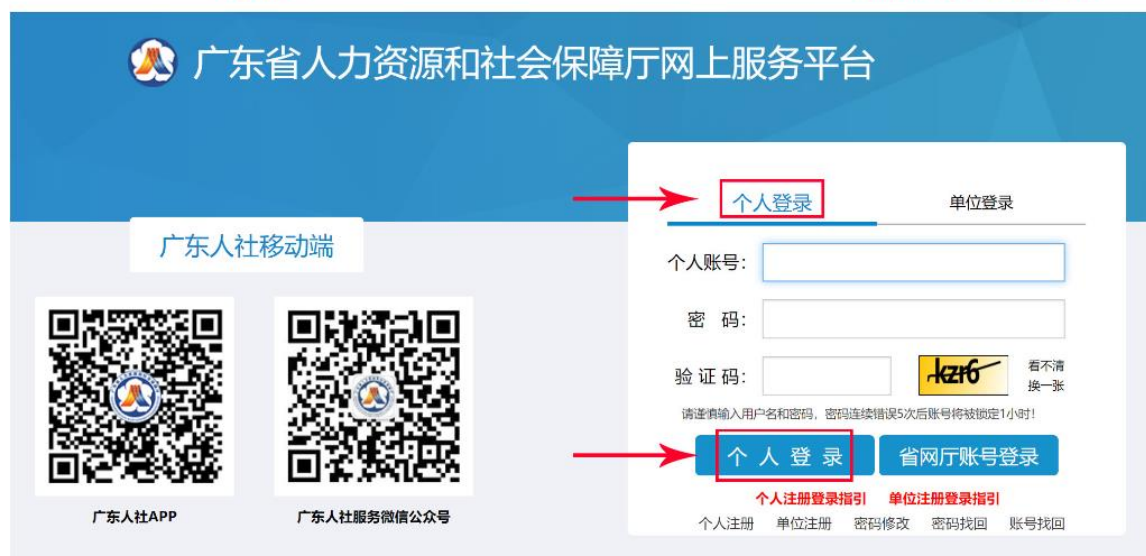 广东省人力资源和社会保障厅网上服务平台
个人登录
单位登录
广东人社移动端
个人账号:
密 码:
验 证 码:
kzr6
看不清
换一张
请谨慎输入用户名和密码，密码连续错误5次后账号将被锁定1小时！
个 人 登 录
省网厅账号登录
个人注册登录指引 单位注册登录指引
个人注册 单位注册 密码修改 密码找回 账号找回
广东人社APP
广东人社服务微信公众号